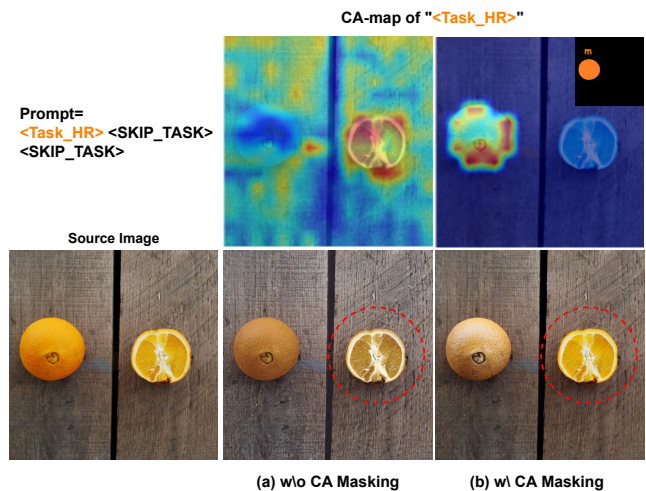 CA-map of "<Task_HR>"
m
Prompt=
<Task_HR> <SKIP_TASK>
<SKIP_TASK>
Source Image
(a) w\o CA Masking
(b) w\ CA Masking